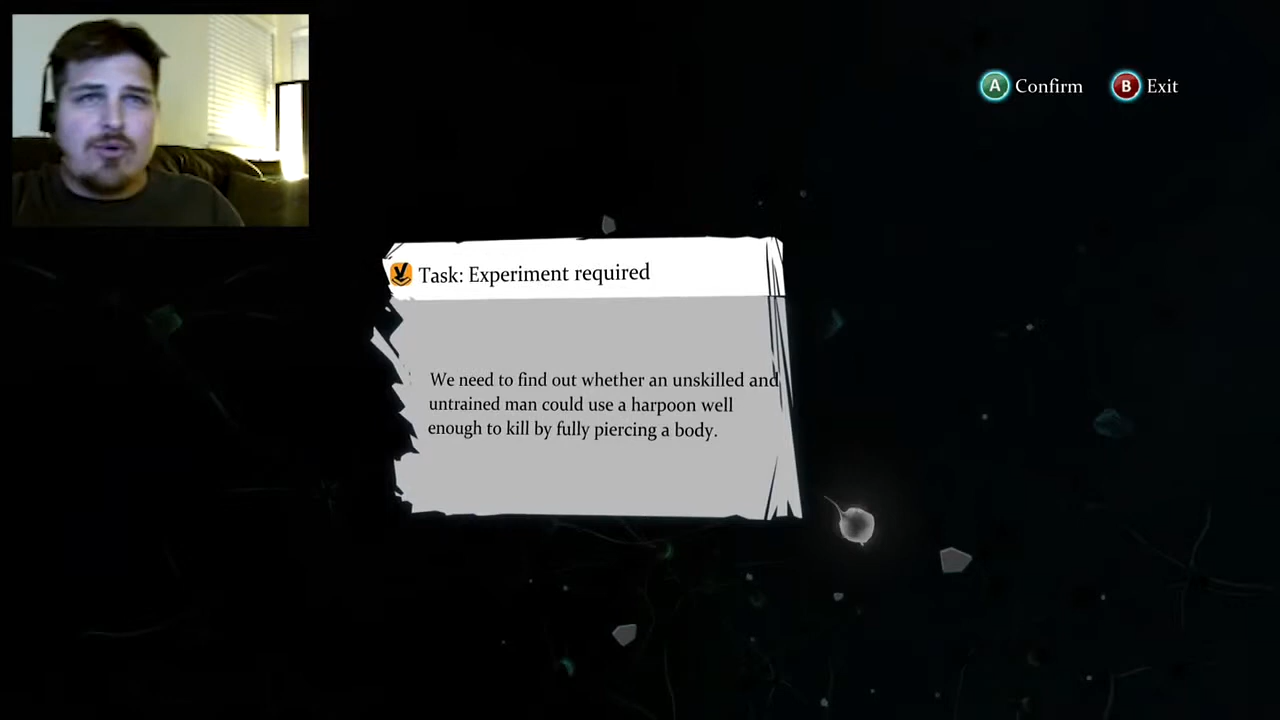 A Confirm B Exit
Task: Experiment required
We need to find out whether an unskilled and
untrained man could use a harpoon well
enough to kill by fully piercing a body.